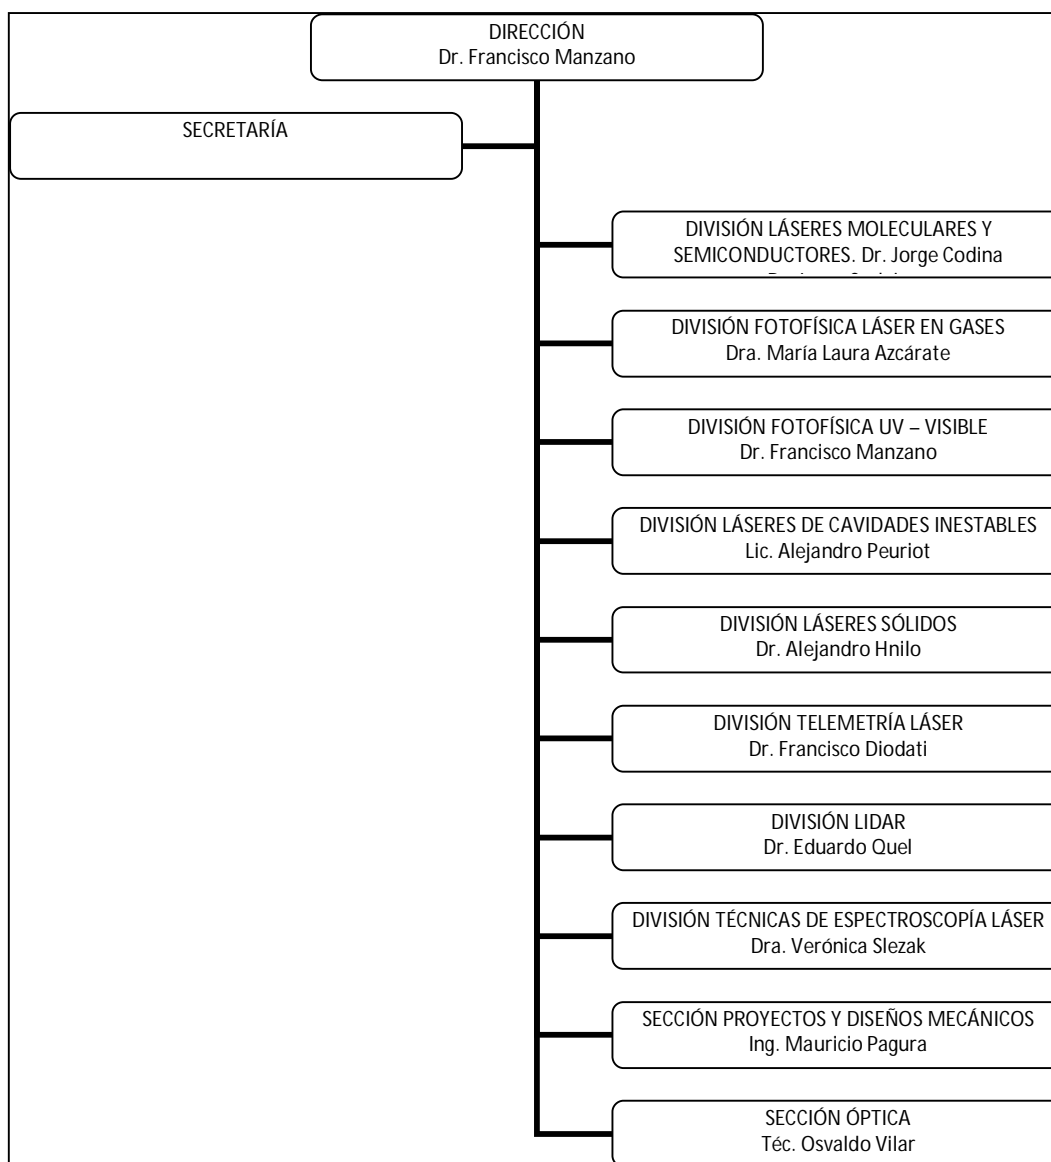 DIRECCIÓN
Dr. Francisco Manzano
SECRETARÍA
DIVISIÓN LÁSERES MOLECULARES Y
SEMICONDUCTORES. Dr. Jorge Codina
DIVISIÓN FOTOFÍSICA LÁSER EN GASES
Dra. María Laura Azcárate
DIVISIÓN FOTOFÍSICA UV – VISIBLE
Dr. Francisco Manzano
DIVISIÓN LÁSERES DE CAVIDADES INESTABLES
Lic. Alejandro Peuriot
DIVISIÓN LÁSERES SÓLIDOS
Dr. Alejandro Hnilo
DIVISIÓN TELEMETRÍA LÁSER
Dr. Francisco Diodati
DIVISIÓN LIDAR
Dr. Eduardo Quel
DIVISIÓN TÉCNICAS DE ESPECTROSCOPÍA LÁSER
Dra. Verónica Slezak
SECCIÓN PROYECTOS Y DISEÑOS MECÁNICOS
Ing. Mauricio Pagura
SECCIÓN ÓPTICA
Téc. Osvaldo Vilar